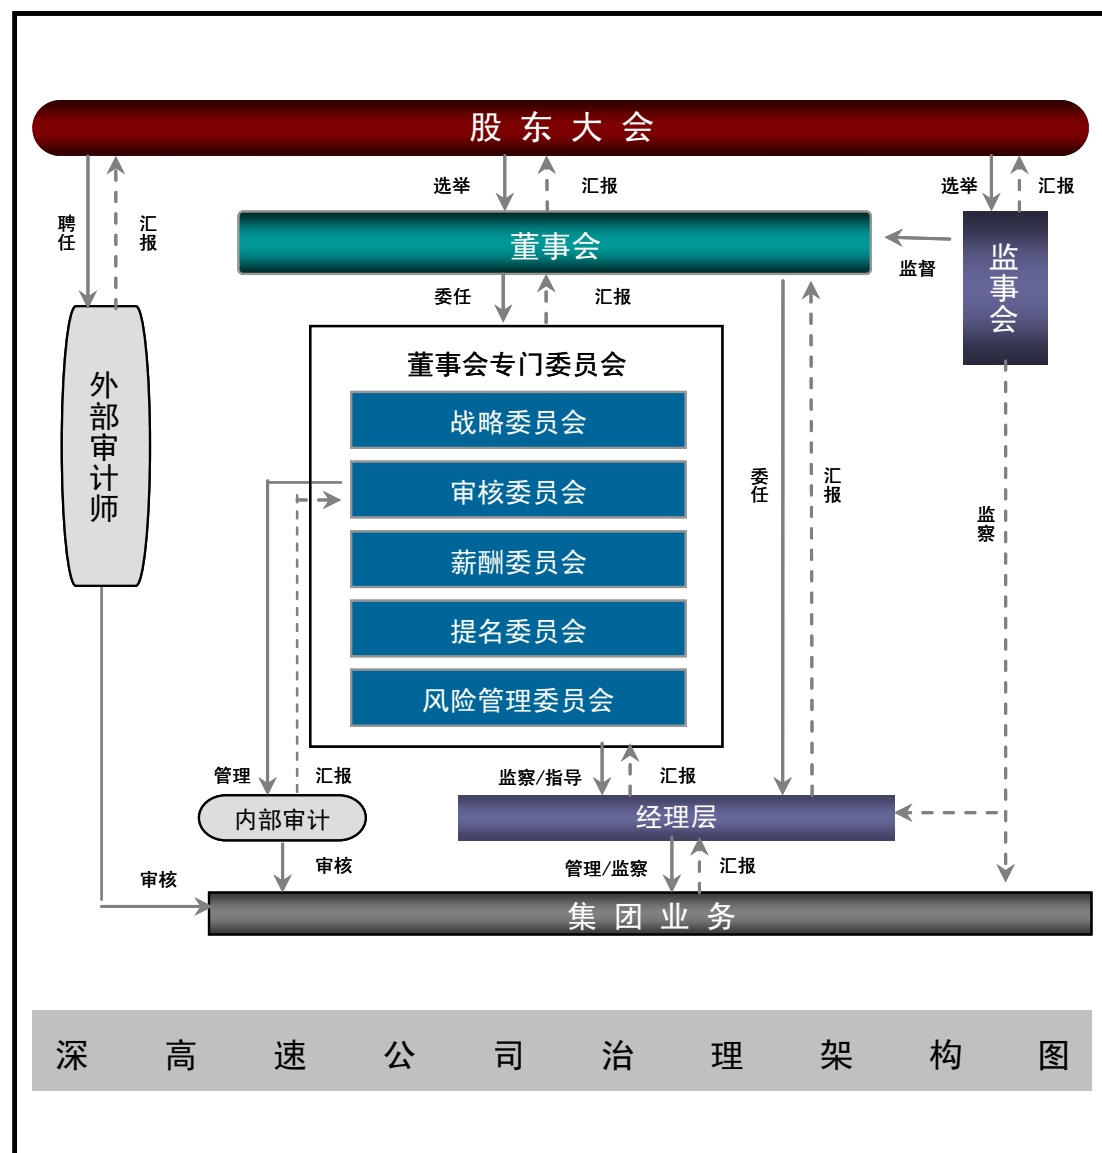 股东大会
选举
汇报
选举
汇报
聘任
汇报
董事会
监督
监事会
委任
汇报
董事会专门委员会
外部审计师
战略委员会
审核委员会
委任
汇报
监察
薪酬委员会
提名委员会
风险管理委员会
管理
汇报
监察/指导
汇报
内部审计
经理层
审核
审核
管理/监察
汇报
集团业务
深高速公司治理架构图